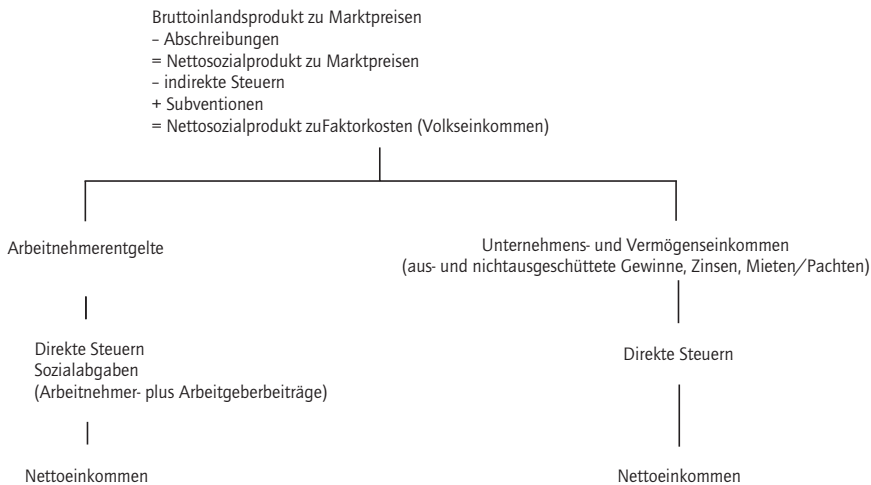 Bruttoinlandsprodukt zu Marktpreisen
– Abschreibungen
= Nettosozialprodukt zu Marktpreisen
– indirekte Steuern
+ Subventionen
= Nettosozialprodukt zuFaktorkosten (Volkseinkommen)
Arbeitnehmerentgelte
Unternehmens- und Vermögenseinkommen
(aus- und nichtausgeschüttete Gewinne, Zinsen, Mieten/Pachten)
Direkte Steuern
Sozialabgaben
(Arbeitnehmer- plus Arbeitgeberbeiträge)
Direkte Steuern
Nettoeinkommen
Nettoeinkommen